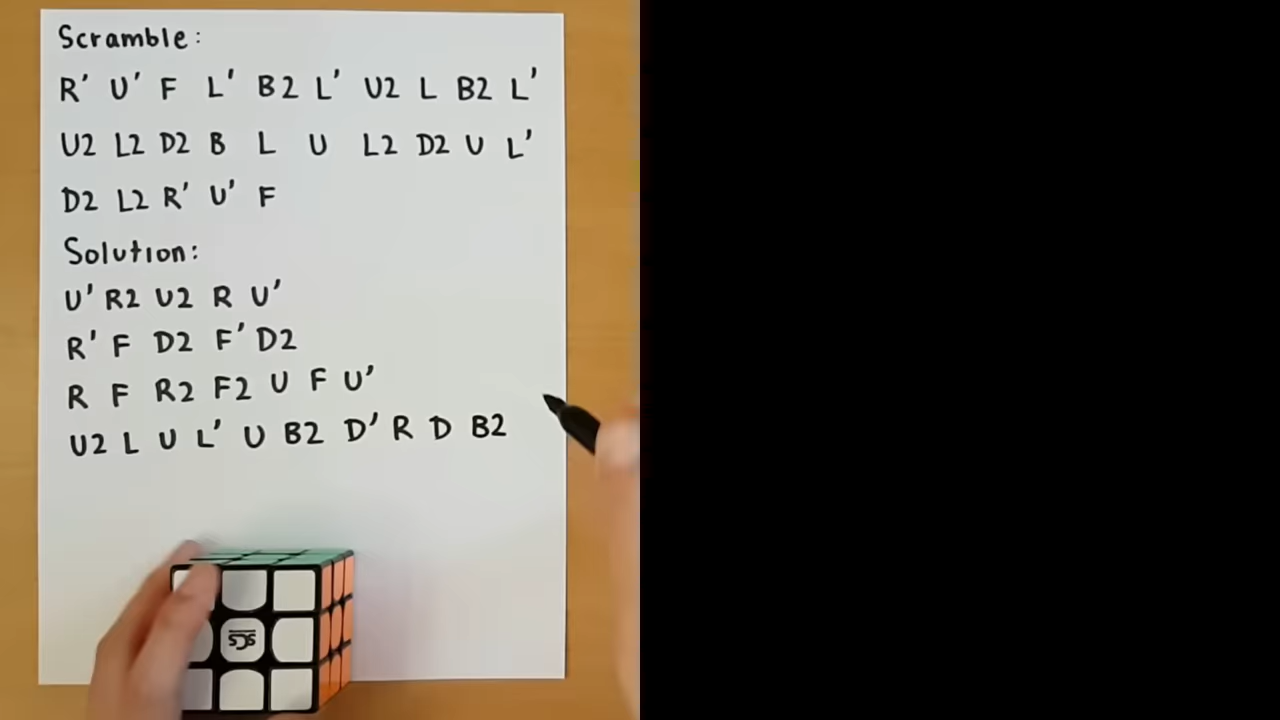 Scramble:
R' U' F L' B2 L' U2 L B2 L'
U2 L2 D2 B L U L2 D2 U L'
D2 L2 R' U' F
Solution:
U' R2 U2 R U'
R' F D2 F' D2
R F R2 F2 U F U'
U2 L U L' U B2 D' R D B2
SCS